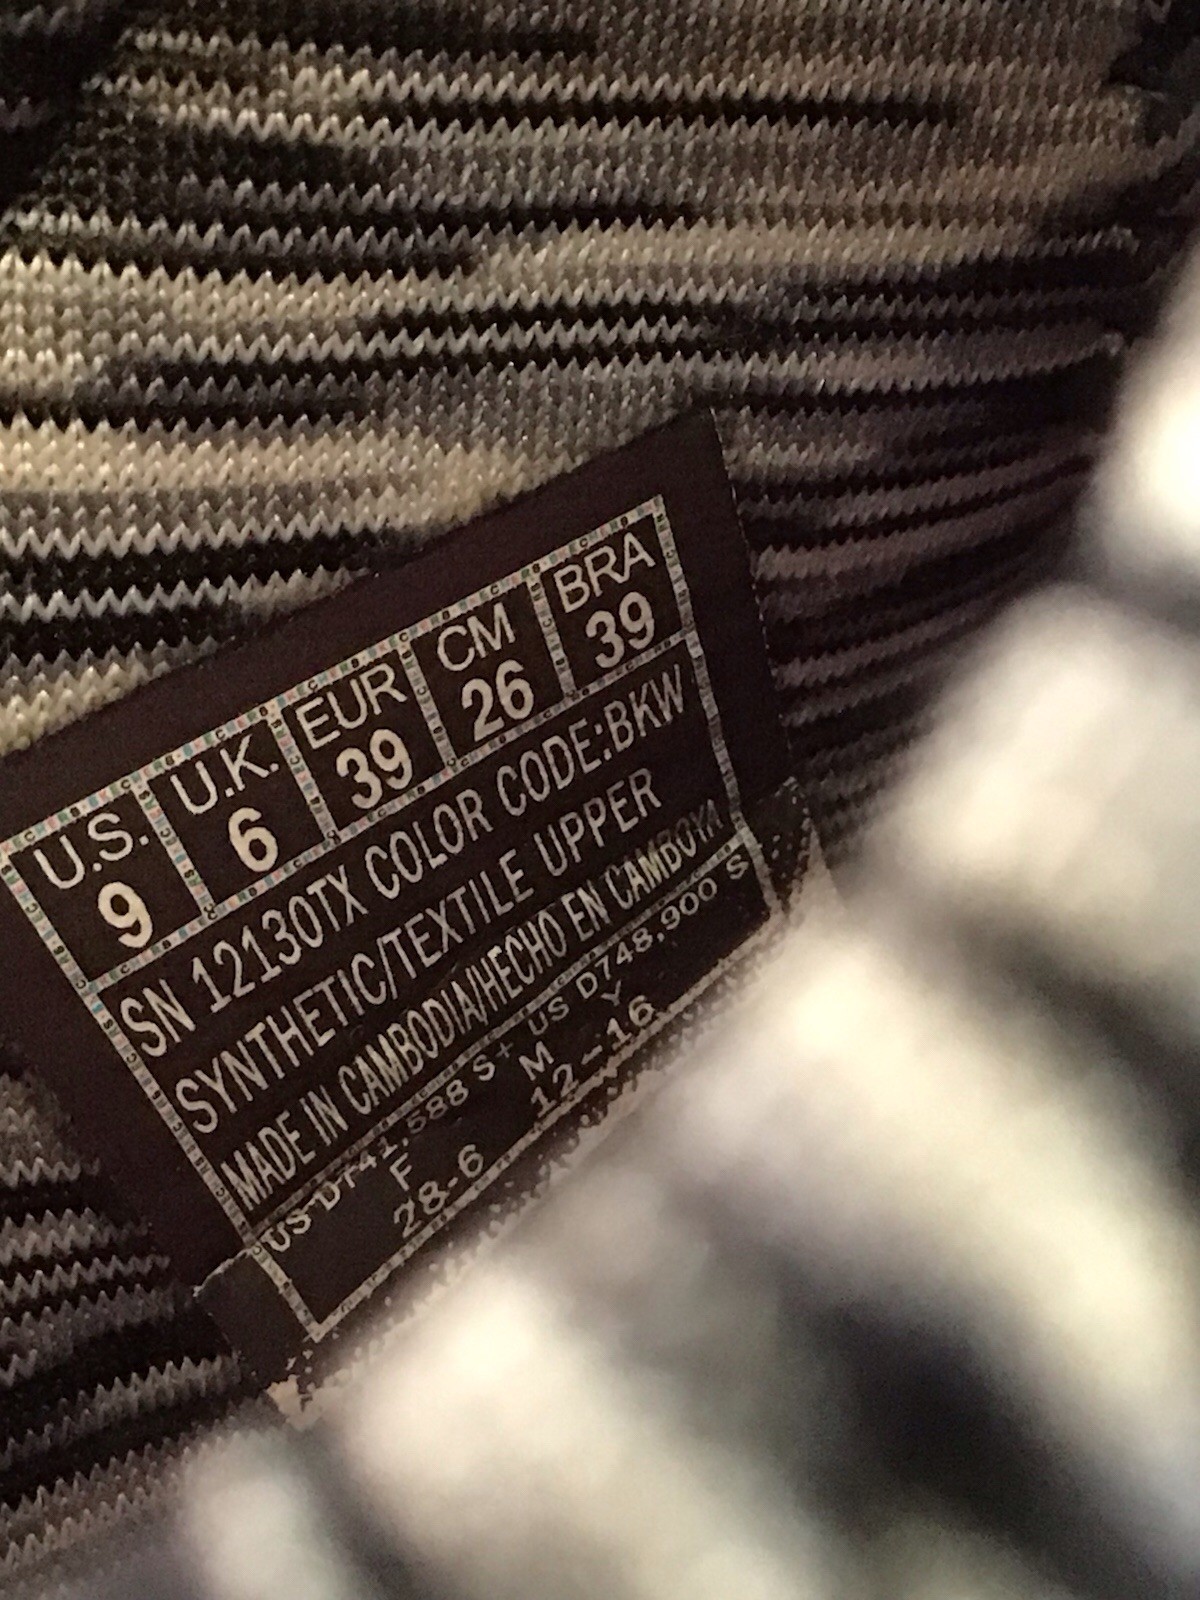 U.S. U.K. EUR CM BRA
9 6 39 26 39
SN 12130TX COLOR CODE:BKW
SYNTHETIC/TEXTILE UPPER
MADE IN CAMBODIA/HECHO EN CAMBOYA
US D741,588 S+ US D748,900 S
F M Y
28-6 12-16